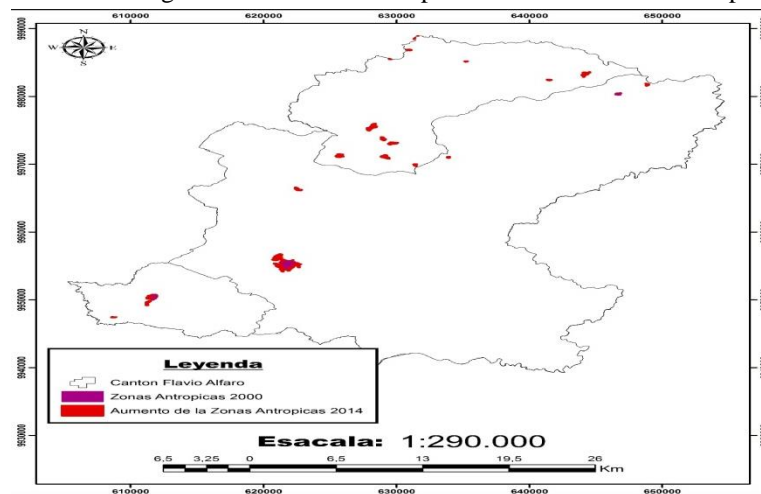 610000 620000 630000 640000 650000
N
W E
S
9990000
9980000
9970000
9960000
9950000
9940000
9930000
Leyenda
Canton Flavio Alfaro
Zonas Antropicas 2000
Aumento de la Zonas Antropicas 2014
Esacala: 1:290.000
6,5 3,25 0 6,5 13 19,5 26
Km
610000 620000 630000 640000 650000